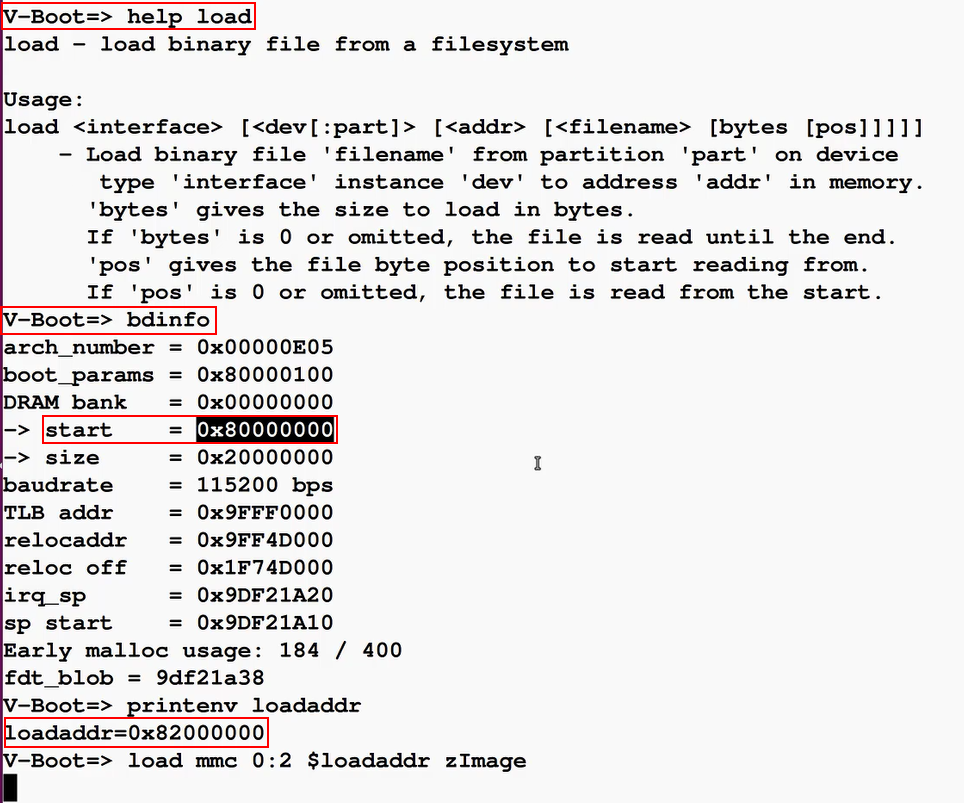 V-Boot=> help load
load - load binary file from a filesystem
Usage:
load <interface> [<dev[:part]> [<addr> [<filename> [bytes [pos]]]]]
- Load binary file 'filename' from partition 'part' on device
type 'interface' instance 'dev' to address 'addr' in memory.
'bytes' gives the size to load in bytes.
If 'bytes' is 0 or omitted, the file is read until the end.
'pos' gives the file byte position to start reading from.
If 'pos' is 0 or omitted, the file is read from the start.
V-Boot=> bdinfo
arch_number = 0x00000E05
boot_params = 0x80000100
DRAM bank = 0x00000000
-> start = 0x80000000
-> size = 0x20000000
baudrate = 115200 bps
TLB addr = 0x9FFF0000
relocaddr = 0x9FF4D000
reloc off = 0x1F74D000
irq_sp = 0x9DF21A20
sp start = 0x9DF21A10
Early malloc usage: 184 / 400
fdt_blob = 9df21a38
V-Boot=> printenv loadaddr
loadaddr=0x82000000
V-Boot=> load mmc 0:2 $loadaddr zImage